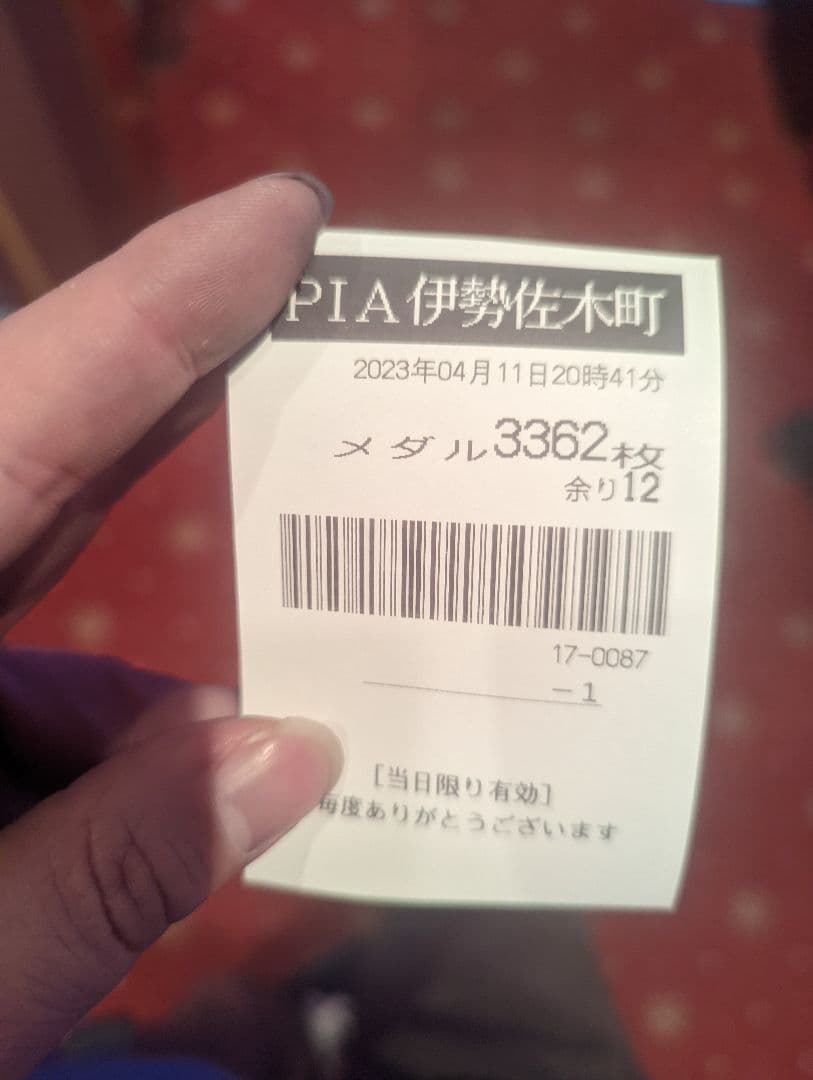 PIA伊勢佐木町
2023年04月11日20時41分
メダル3362枚
余り12
17-0087
-1
[当日限り有効]
毎度ありがとうございます